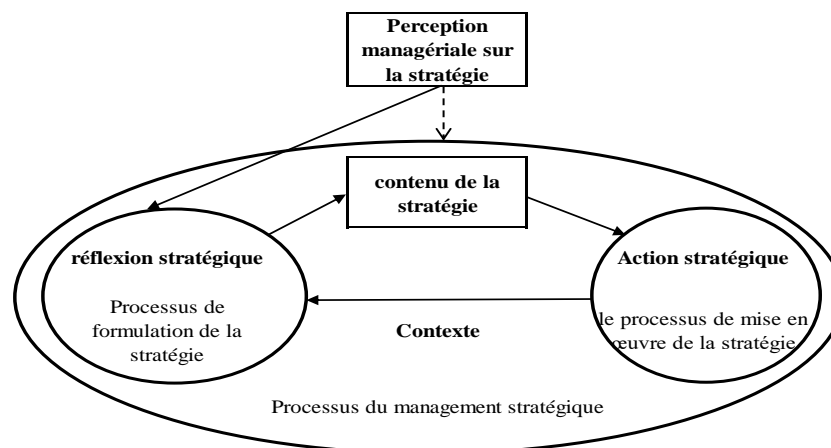 Perception
managériale sur
la stratégie
contenu de la
stratégie
réflexion stratégique
Processus de
formulation de la
stratégie
Action stratégique
le processus de mise en
œuvre de la stratégie
Contexte
Processus du management stratégique